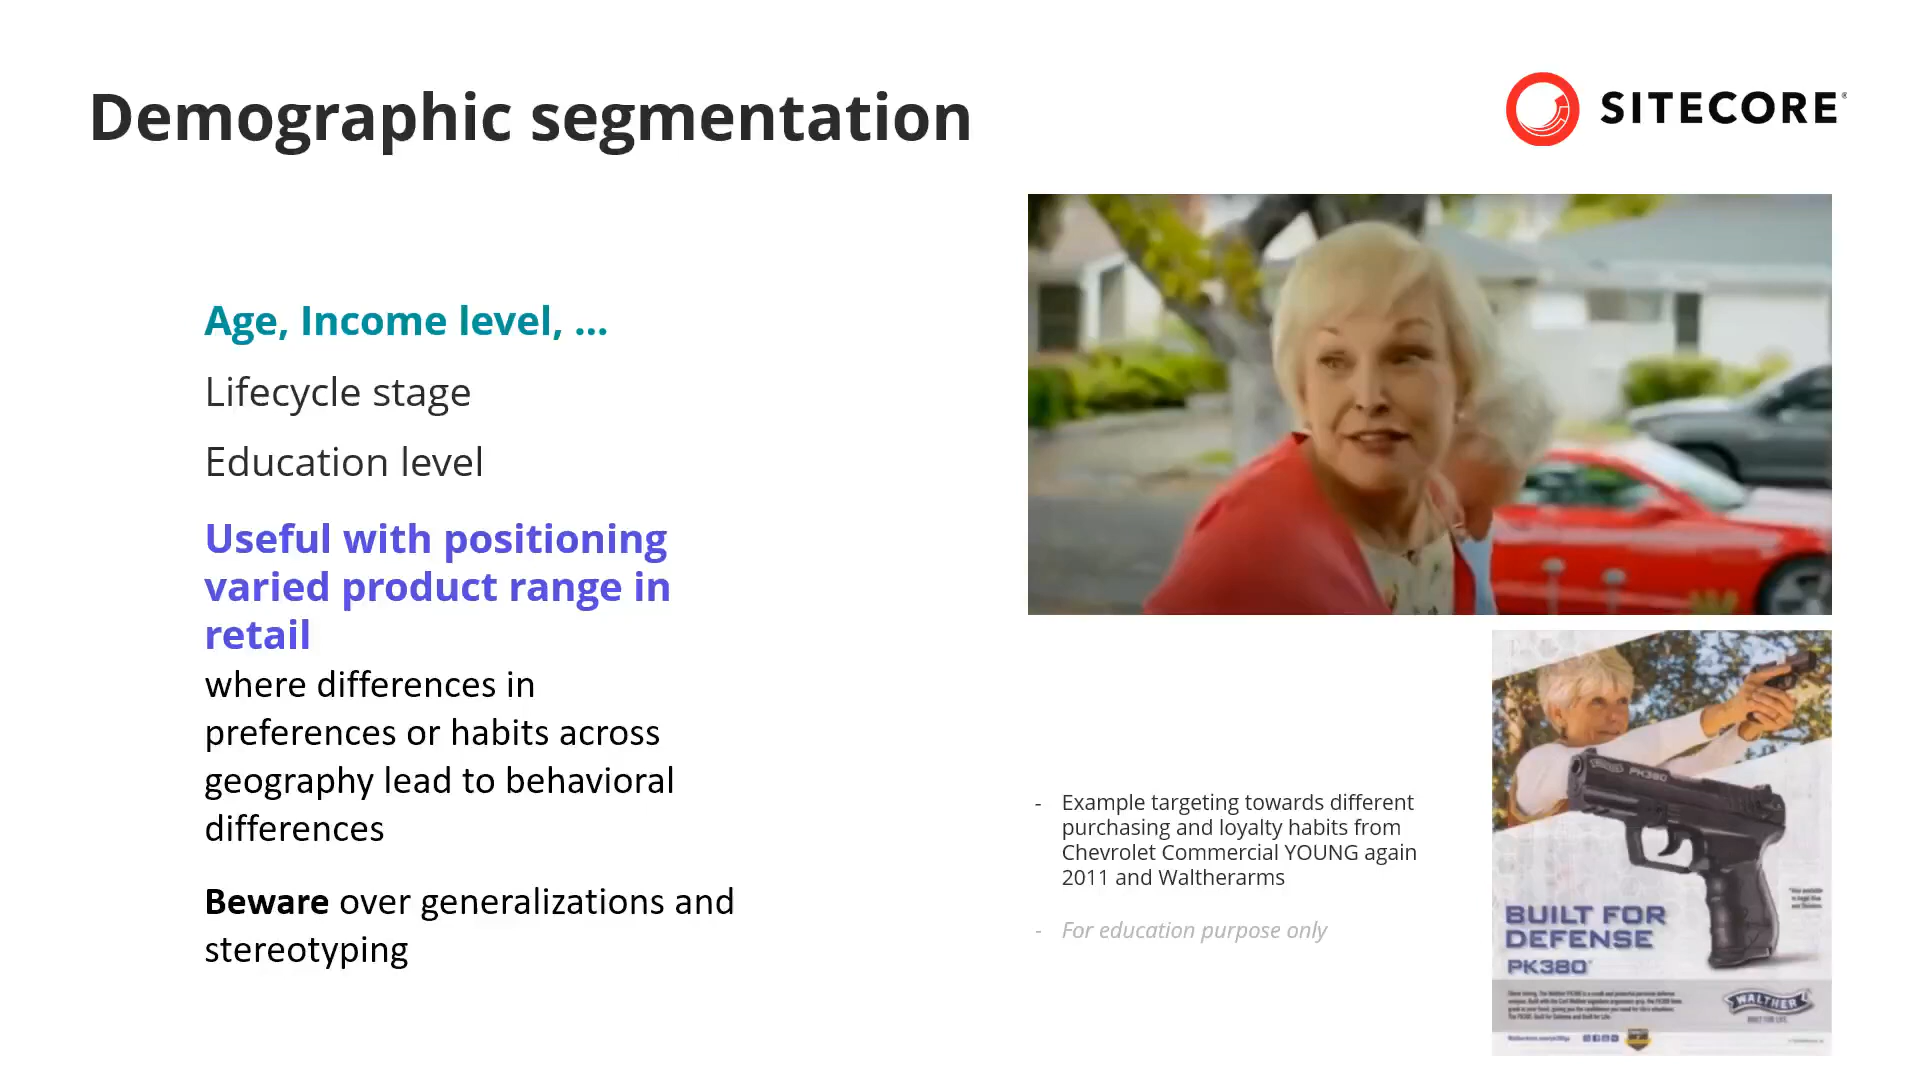 Demographic segmentation
SITECORE
Age, Income level, ...
Lifecycle stage
Education level
Useful with positioning
varied product range in
retail
where differences in
preferences or habits across
geography lead to behavioral
differences
Beware over generalizations and
stereotyping
- Example targeting towards different
purchasing and loyalty habits from
Chevrolet Commercial YOUNG again
2011 and Waltherarms
- For education purpose only
PK380
BUILT FOR
DEFENSE
PK380
WALTHER
BUILT FOR LIFE